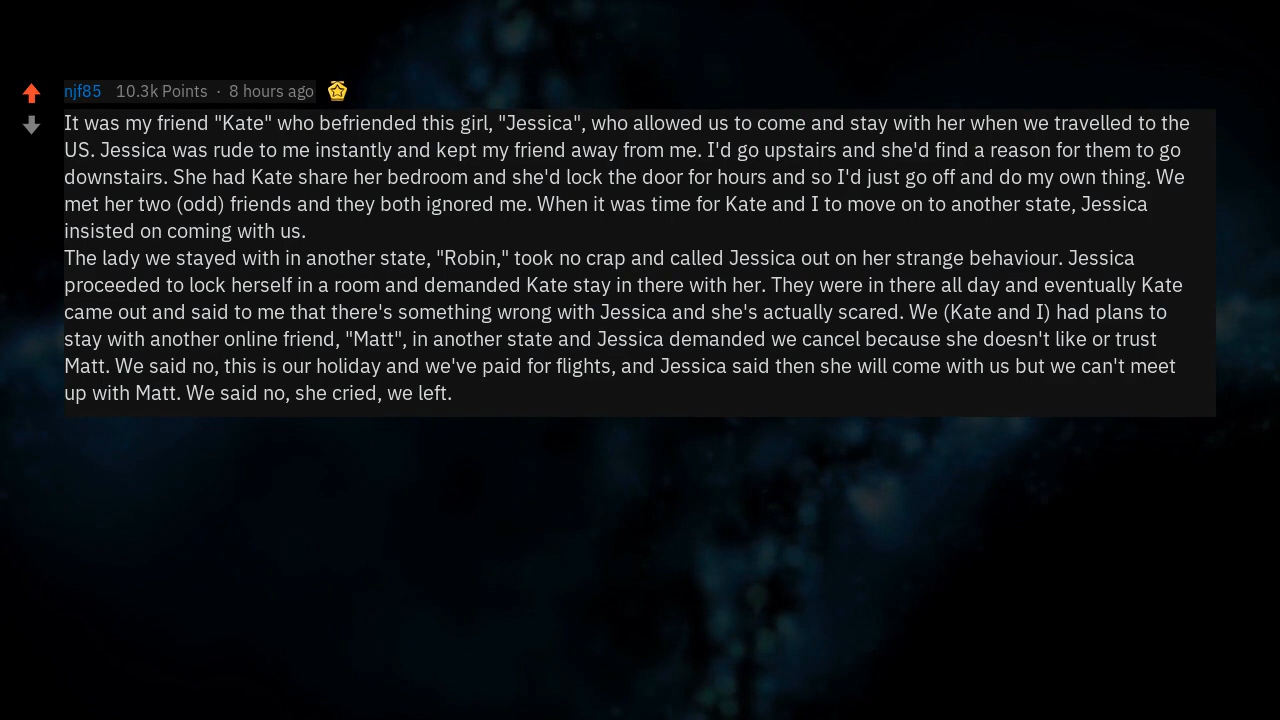 njf85 10.3k Points · 8 hours ago
It was my friend "Kate" who befriended this girl, "Jessica", who allowed us to come and stay with her when we travelled to the
US. Jessica was rude to me instantly and kept my friend away from me. I'd go upstairs and she'd find a reason for them to go
downstairs. She had Kate share her bedroom and she'd lock the door for hours and so I'd just go off and do my own thing. We
met her two (odd) friends and they both ignored me. When it was time for Kate and I to move on to another state, Jessica
insisted on coming with us.
The lady we stayed with in another state, "Robin," took no crap and called Jessica out on her strange behaviour. Jessica
proceeded to lock herself in a room and demanded Kate stay in there with her. They were in there all day and eventually Kate
came out and said to me that there's something wrong with Jessica and she's actually scared. We (Kate and I) had plans to
stay with another online friend, "Matt", in another state and Jessica demanded we cancel because she doesn't like or trust
Matt. We said no, this is our holiday and we've paid for flights, and Jessica said then she will come with us but we can't meet
up with Matt. We said no, she cried, we left.